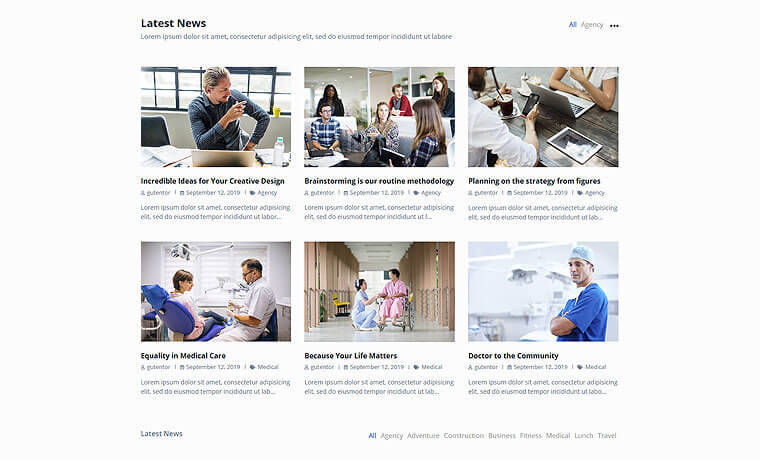 Latest News
All Agency •••
Lorem ipsum dolor sit amet, consectetur adipisicing elit, sed do eiusmod tempor incididunt ut labore
Incredible Ideas for Your Creative Design
gutentor | September 12, 2019 | Agency
Lorem ipsum dolor sit amet, consectetur adipisicing
elit, sed do eiusmod tempor incididunt ut labor...
Brainstorming is our routine methodology
gutentor | September 12, 2019 | Agency
Lorem ipsum dolor sit amet, consectetur adipisicing
elit, sed do eiusmod tempor incididunt ut l...
Planning on the strategy from figures
gutentor | September 12, 2019 | Agency
Lorem ipsum dolor sit amet, consectetur adipisicing
elit, sed do eiusmod tempor incididunt ut lab...
Equality in Medical Care
gutentor | September 12, 2019 | Medical
Lorem ipsum dolor sit amet, consectetur adipisicing
elit, sed do eiusmod tempor incididunt ut lab...
Because Your Life Matters
gutentor | September 12, 2019 | Medical
Lorem ipsum dolor sit amet, consectetur adipisicing
elit, sed do eiusmod tempor incididunt ut lab...
Doctor to the Community
gutentor | September 12, 2019 | Medical
Lorem ipsum dolor sit amet, consectetur adipisicing
elit, sed do eiusmod tempor incididunt ut labo...
Latest News
All Agency Adventure Construction Business Fitness Medical Lunch Travel